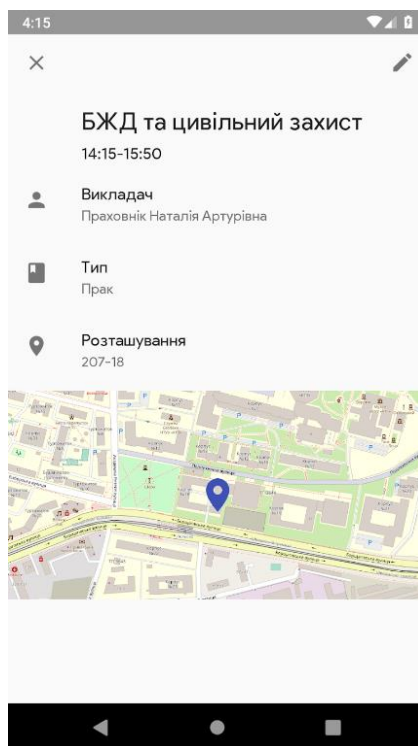 4:15
БЖД та цивільний захист
14:15-15:50
Викладач
Праховнік Наталія Артурівна
Тип
Прак
Розташування
207-18